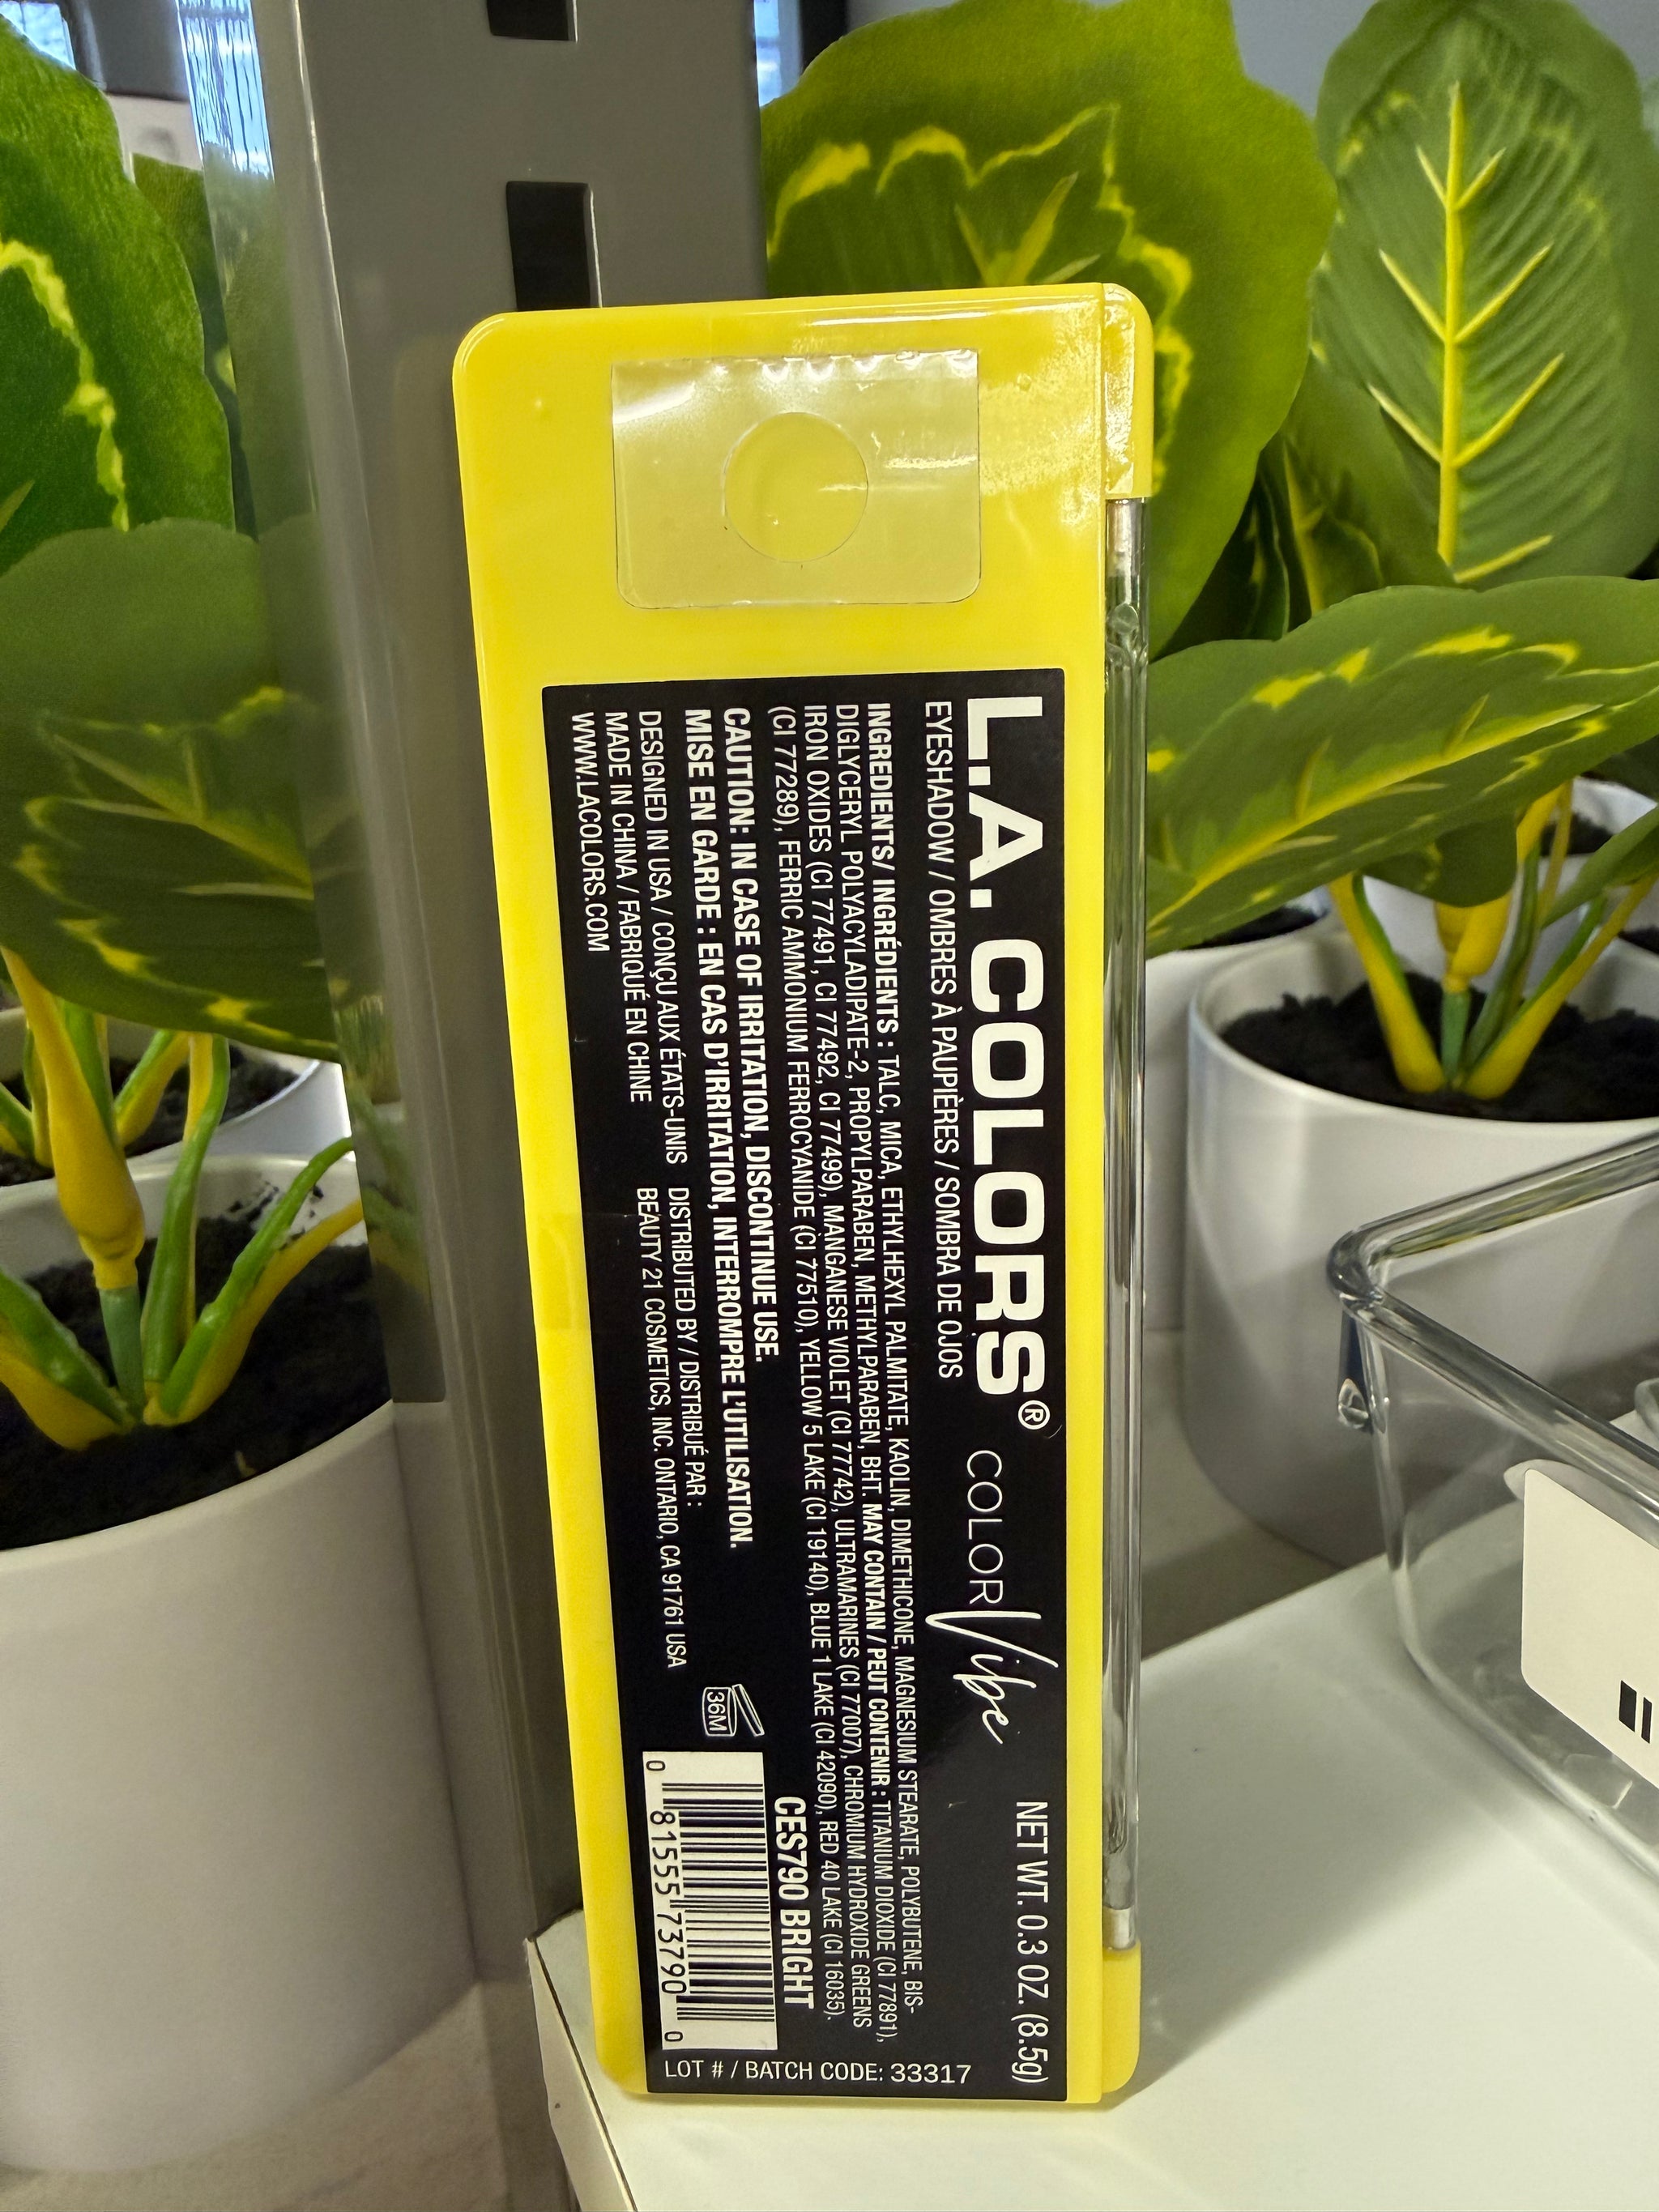 L.A. COLORS® COLOR Vibe NET WT. 0.3 OZ. (8.5g)
EYESHADOW / OMBRES À PAUPIÈRES / SOMBRA DE OJOS
INGREDIENTS/ INGRÉDIENTS : TALC, MICA, ETHYLHEXYL PALMITATE, KAOLIN, DIMETHICONE, MAGNESIUM STEARATE, POLYBUTENE, BIS-
DIGLYCERYL POLYACYLADIPATE-2, PROPYLPARABEN, METHYLPARABEN, BHT. MAY CONTAIN / PEUT CONTENIR : TITANIUM DIOXIDE (CI 77891),
IRON OXIDES (CI 77491, CI 77492, CI 77499), MANGANESE VIOLET (CI 77742), ULTRAMARINES (CI 77007), CHROMIUM HYDROXIDE GREENS
(CI 77289), FERRIC AMMONIUM FERROCYANIDE (CI 77510), YELLOW 5 LAKE (CI 19140), BLUE 1 LAKE (CI 42090), RED 40 LAKE (CI 16035).
CAUTION: IN CASE OF IRRITATION, DISCONTINUE USE.
MISE EN GARDE : EN CAS D'IRRITATION, INTERROMPRE L'UTILISATION.
DESIGNED IN USA / CONÇU AUX ÉTATS-UNIS
MADE IN CHINA / FABRIQUÉ EN CHINE
WWW.LACOLORS.COM
DISTRIBUTED BY / DISTRIBUÉ PAR :
BEAUTY 21 COSMETICS, INC. ONTARIO, CA 91761 USA
36M
CES790 BRIGHT
0 81555 73790 0
LOT # / BATCH CODE: 33317